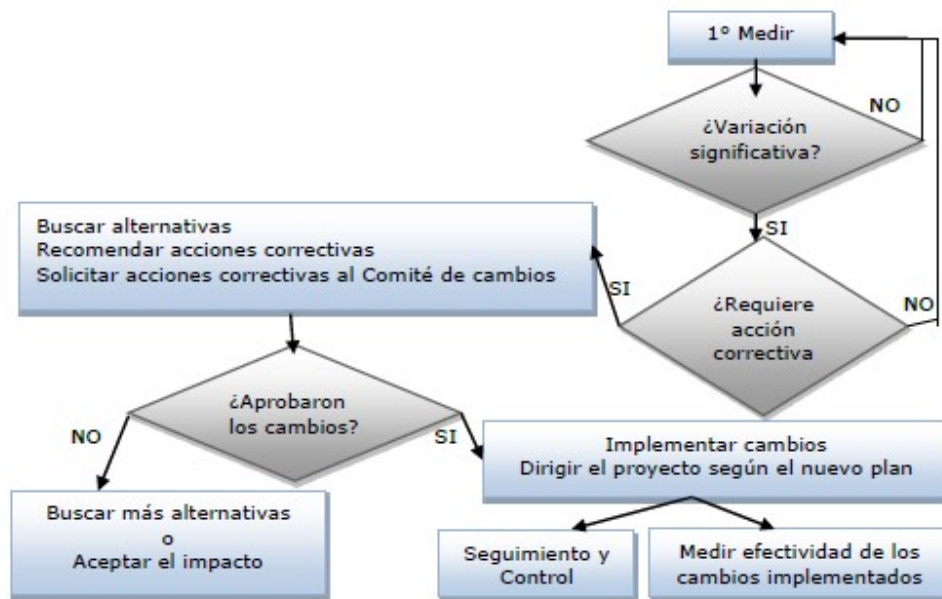 1° Medir
¿Variación
significativa?
NO
SI
¿Requiere
acción
correctiva
NO
SI
Buscar alternativas
Recomendar acciones correctivas
Solicitar acciones correctivas al Comité de cambios
¿Aprobaron
los cambios?
NO
SI
Buscar más alternativas
o
Aceptar el impacto
Implementar cambios
Dirigir el proyecto según el nuevo plan
Seguimiento y
Control
Medir efectividad de los
cambios implementados